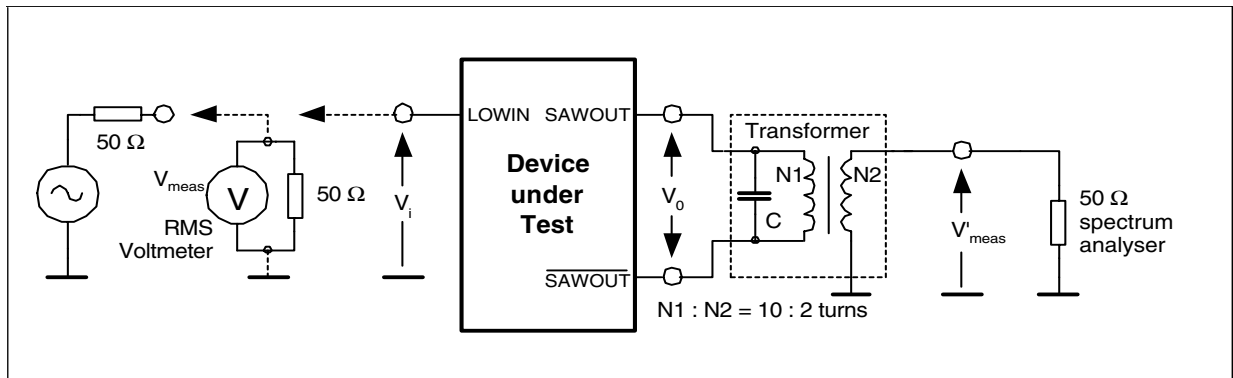 50 Ω
V meas
RMS
Voltmeter
V
50 Ω
Vi
LOWIN
SAWOUT
Device
under
Test
SAWOUT
V0
Transformer
N1
N2
C
N1 : N2 = 10 : 2 turns
V'meas
50 Ω
spectrum
analyser